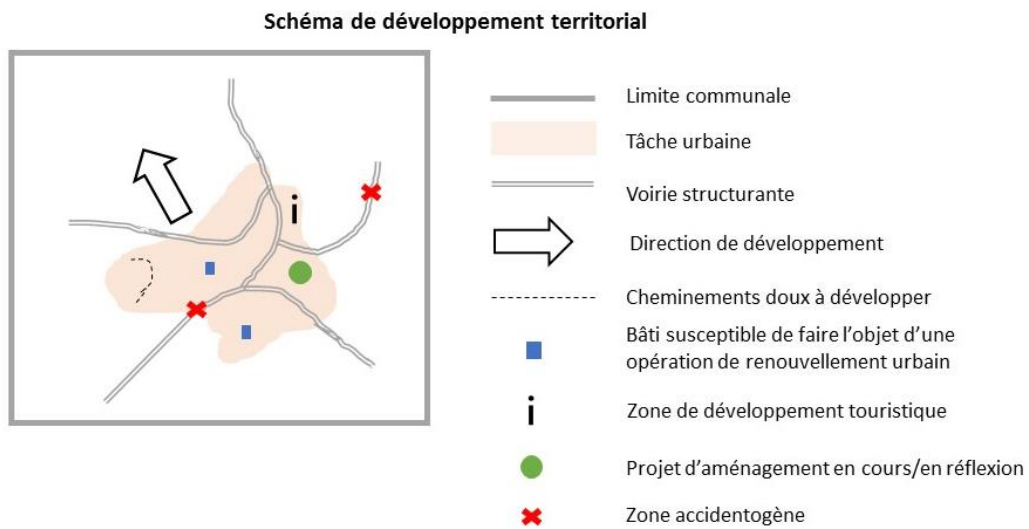 Schéma de développement territorial
i
Limite communale
Tâche urbaine
Voirie structurante
Direction de développement
Cheminements doux à développer
Bâti susceptible de faire l'objet d'une
opération de renouvellement urbain
i
Zone de développement touristique
Projet d'aménagement en cours/en réflexion
Zone accidentogène